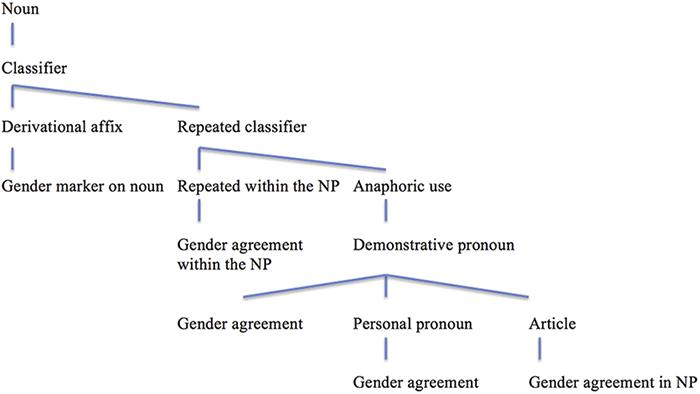 Noun
Classifier
Derivational affix
Repeated classifier
Gender marker on noun
Repeated within the NP
Anaphoric use
Gender agreement
within the NP
Demonstrative pronoun
Gender agreement
Personal pronoun
Article
Gender agreement
Gender agreement in NP